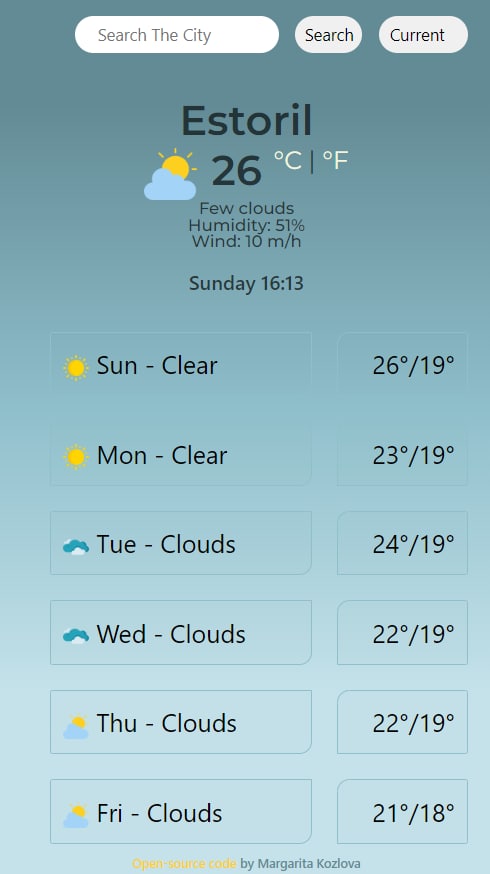 Search The City Search Current
Estoril
26 °C | °F
Few clouds
Humidity: 51%
Wind: 10 m/h
Sunday 16:13
Sun - Clear 26°/19°
Mon - Clear 23°/19°
Tue - Clouds 24°/19°
Wed - Clouds 22°/19°
Thu - Clouds 22°/19°
Fri - Clouds 21°/18°
Open-source code by Margarita Kozlova